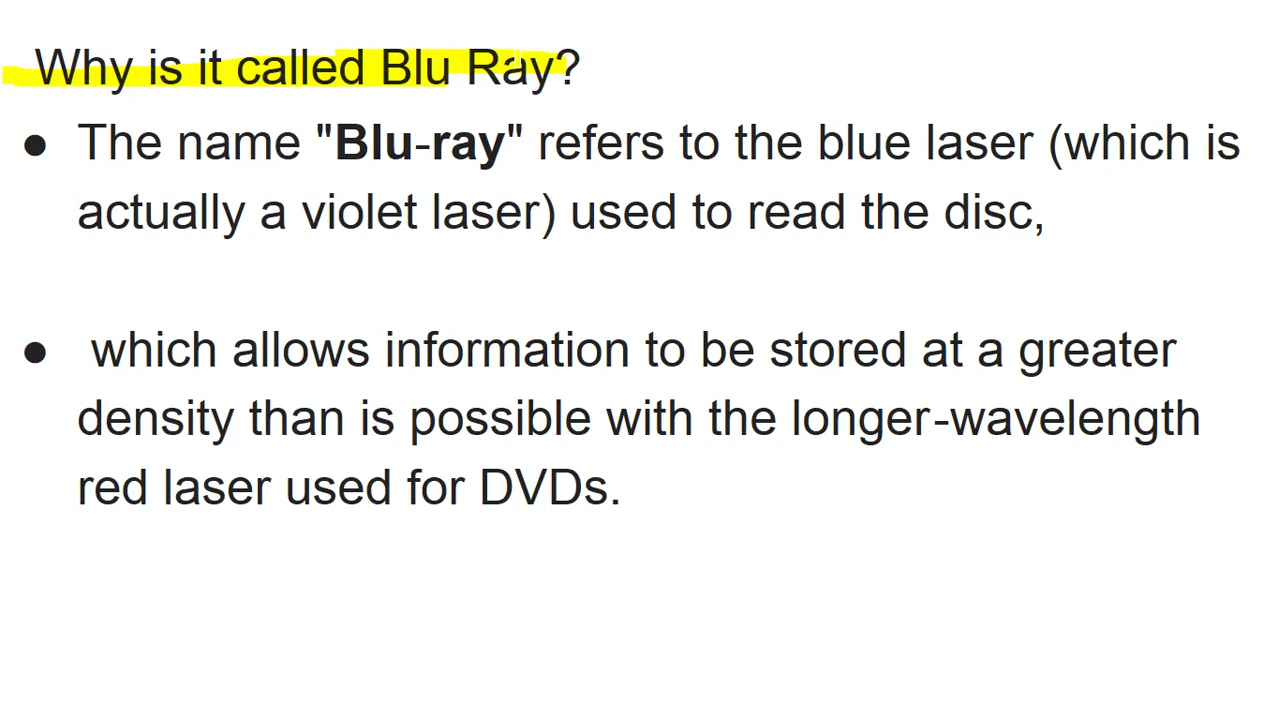 Why is it called Blu Ray?
● The name "Blu-ray" refers to the blue laser (which is
actually a violet laser) used to read the disc,
● which allows information to be stored at a greater
density than is possible with the longer-wavelength
red laser used for DVDs.